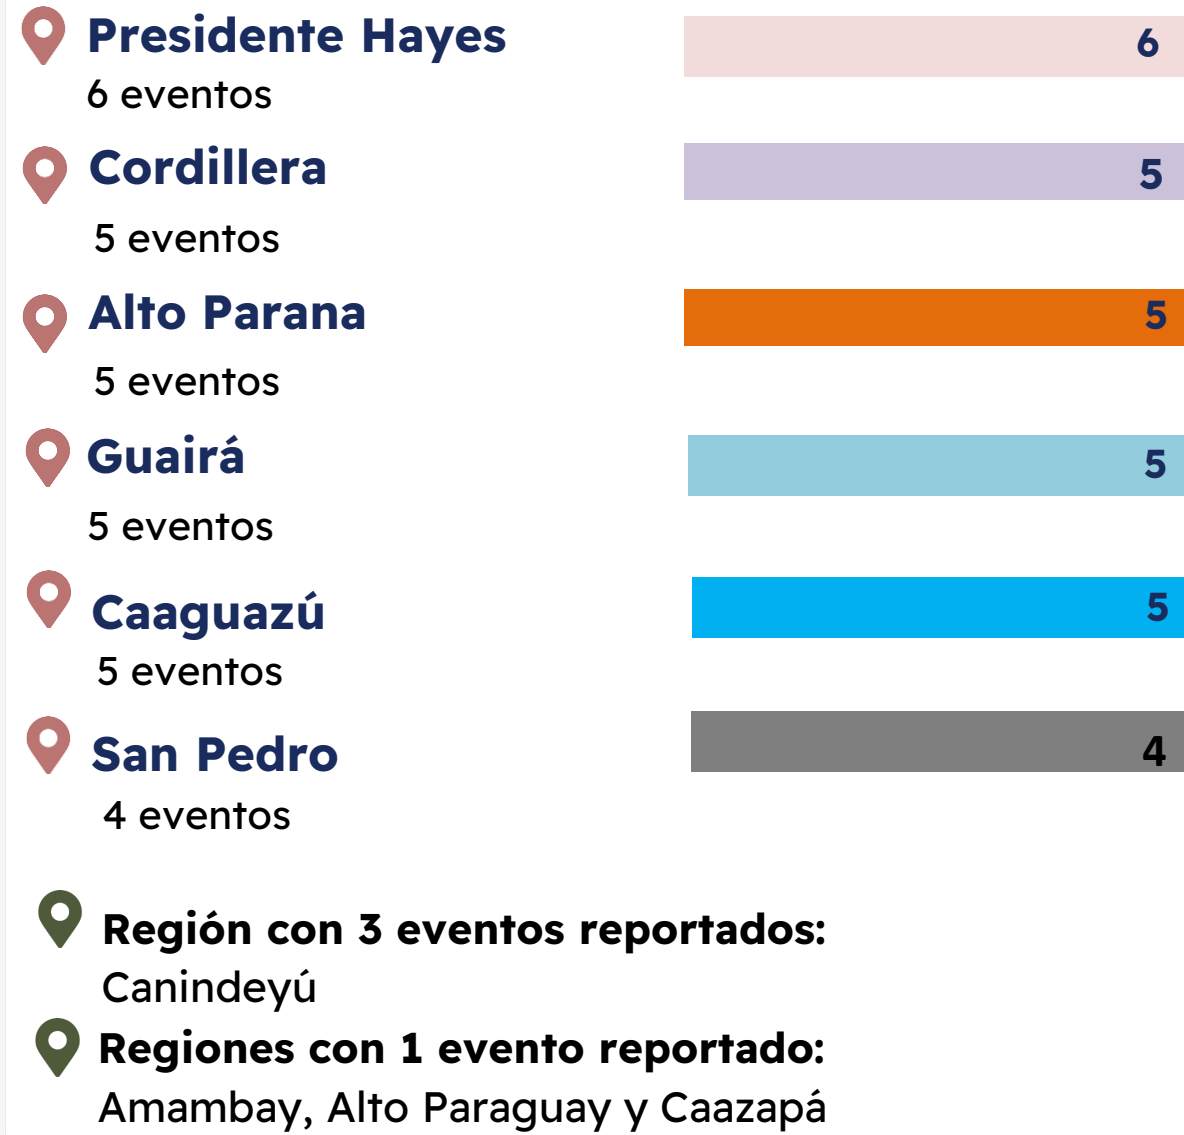 Presidente Hayes
6
6 eventos
Cordillera
5
5 eventos
Alto Parana
5
5 eventos
Guairá
5
5 eventos
Caaguazú
5
5 eventos
San Pedro
4
4 eventos
Región con 3 eventos reportados:
Canindeyú
Regiones con 1 evento reportado:
Amambay, Alto Paraguay y Caazapá